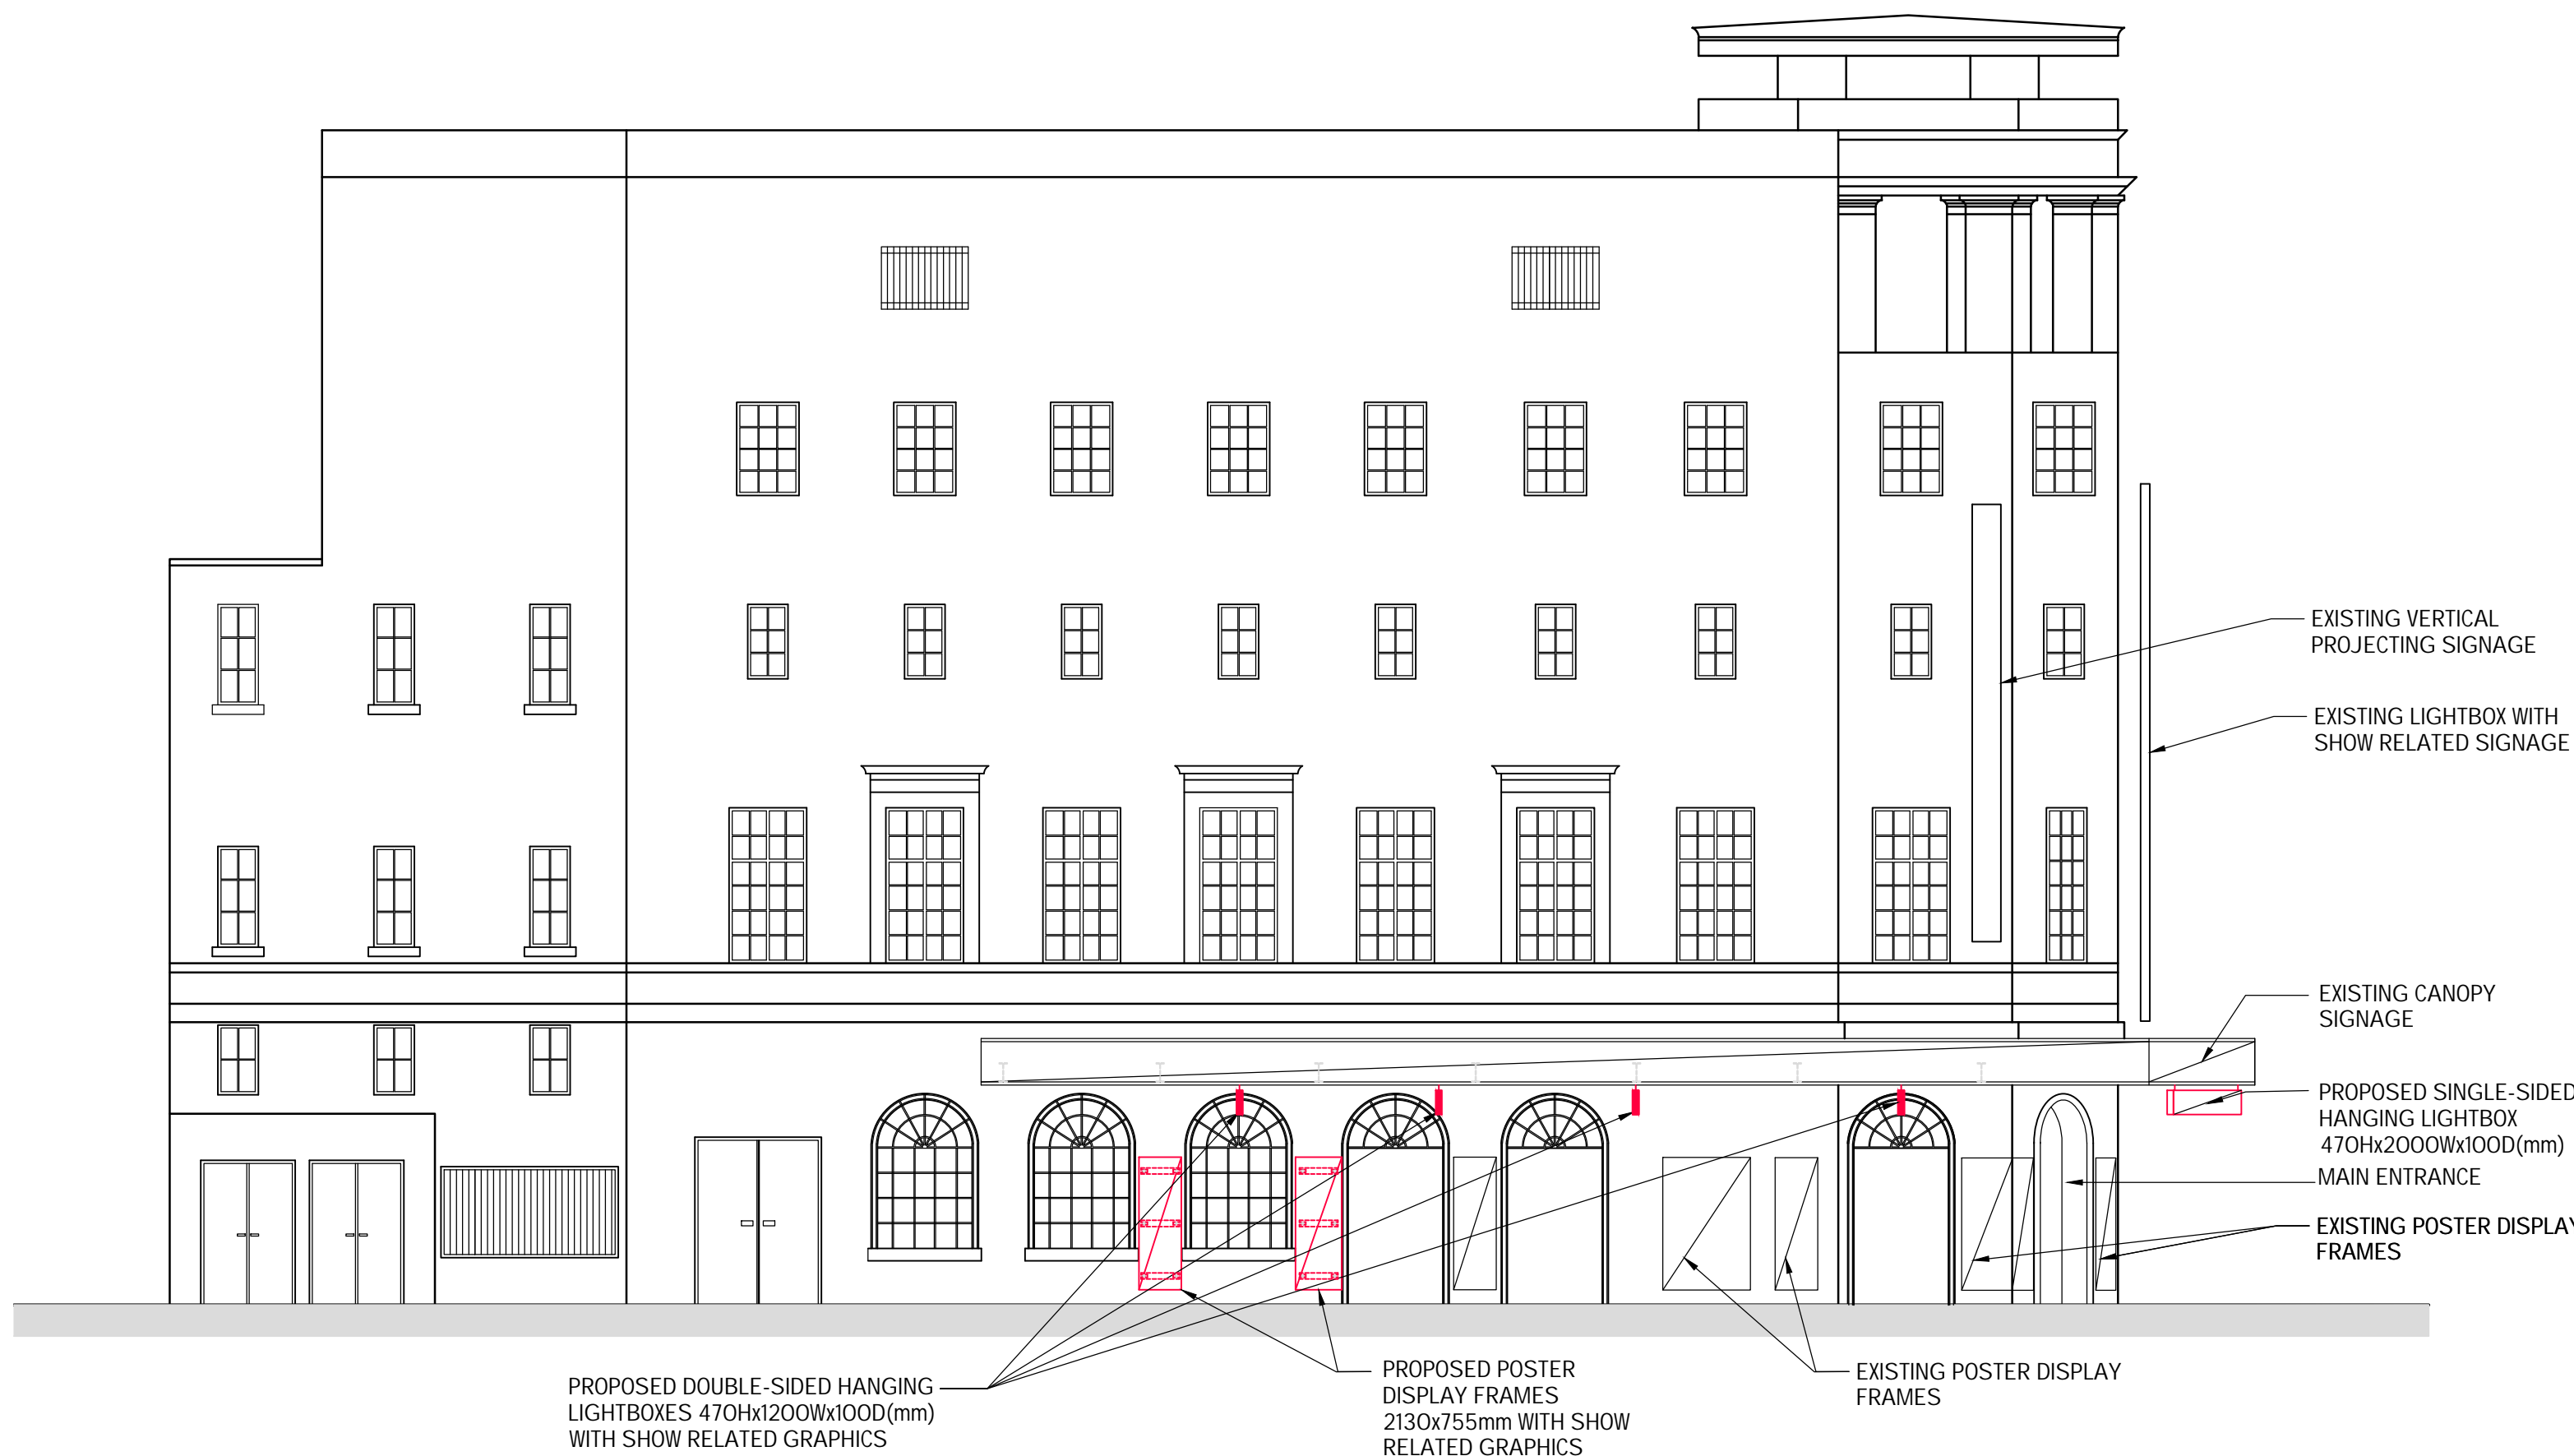 EXISTING VERTICAL
PROJECTING SIGNAGE
EXISTING LIGHTBOX WITH
SHOW RELATED SIGNAGE
EXISTING CANOPY
SIGNAGE
PROPOSED SINGLE-SIDED
HANGING LIGHTBOX
470Hx2000Wx100D(mm)
MAIN ENTRANCE
EXISTING POSTER DISPLAY
FRAMES
PROPOSED DOUBLE-SIDED HANGING
LIGHTBOXES 470Hx1200Wx100D(mm)
WITH SHOW RELATED GRAPHICS
PROPOSED POSTER
DISPLAY FRAMES
2130x755mm WITH SHOW
RELATED GRAPHICS
EXISTING POSTER DISPLAY
FRAMES